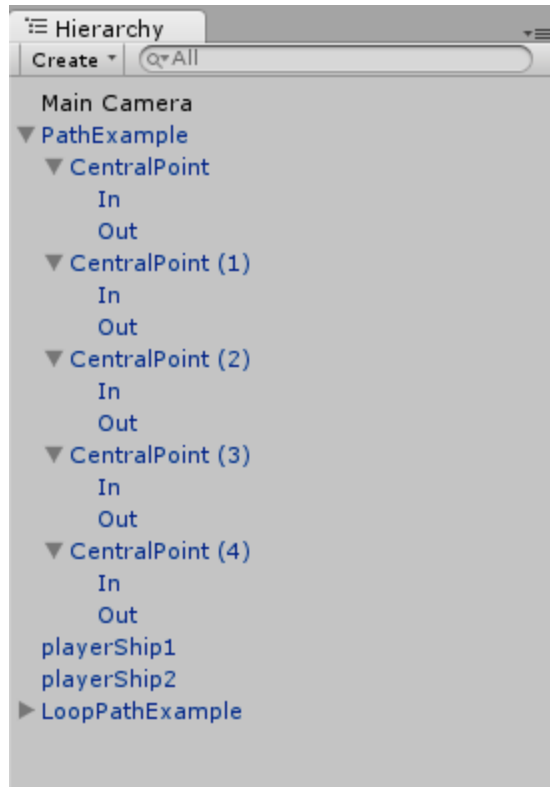 Hierarchy
Create All
Main Camera
PathExample
CentralPoint
In
Out
CentralPoint (1)
In
Out
CentralPoint (2)
In
Out
CentralPoint (3)
In
Out
CentralPoint (4)
In
Out
playerShip1
playerShip2
LoopPathExample